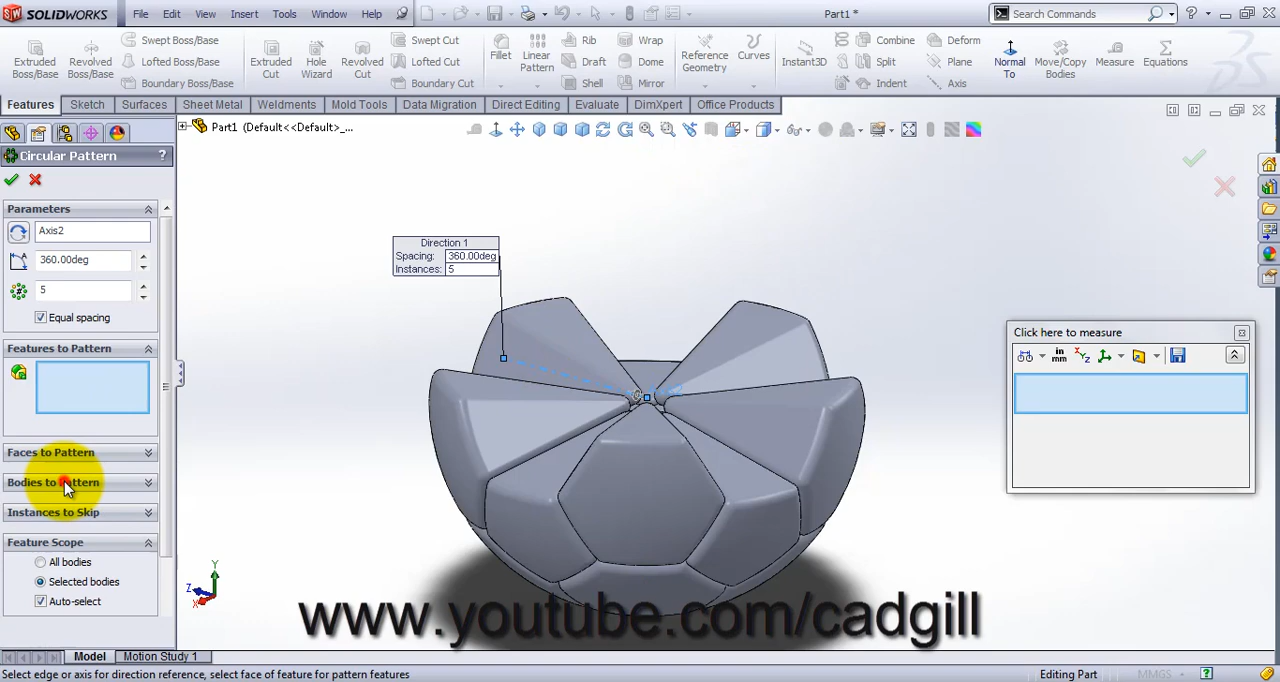 SOLIDWORKS File Edit View Insert Tools Window Help Part1 * Search Commands
Extruded Boss/Base
Revolved Boss/Base
Swept Boss/Base
Lofted Boss/Base
Boundary Boss/Base
Extruded Cut
Hole Wizard
Revolved Cut
Swept Cut
Lofted Cut
Boundary Cut
Fillet
Linear Pattern
Rib
Draft
Shell
Wrap
Dome
Mirror
Reference Geometry
Curves
Instant3D
Combine
Split
Indent
Deform
Plane
Axis
Normal To
Move/Copy Bodies
Measure
Equations
Features Sketch Surfaces Sheet Metal Weldments Mold Tools Data Migration Direct Editing Evaluate DimXpert Office Products
Part1 (Default<<Default>_...
Circular Pattern ?
Parameters
Axis2
360.00deg
5
Equal spacing
Features to Pattern
Faces to Pattern
Bodies to Pattern
Instances to Skip
Feature Scope
All bodies
Selected bodies
Auto-select
Direction 1
Spacing: 360.00deg
Instances: 5
Click here to measure
in
mm
Y
Z
X
www.youtube.com/cadgill
Model Motion Study 1
Select edge or axis for direction reference, select face of feature for pattern features
Editing Part MMGS